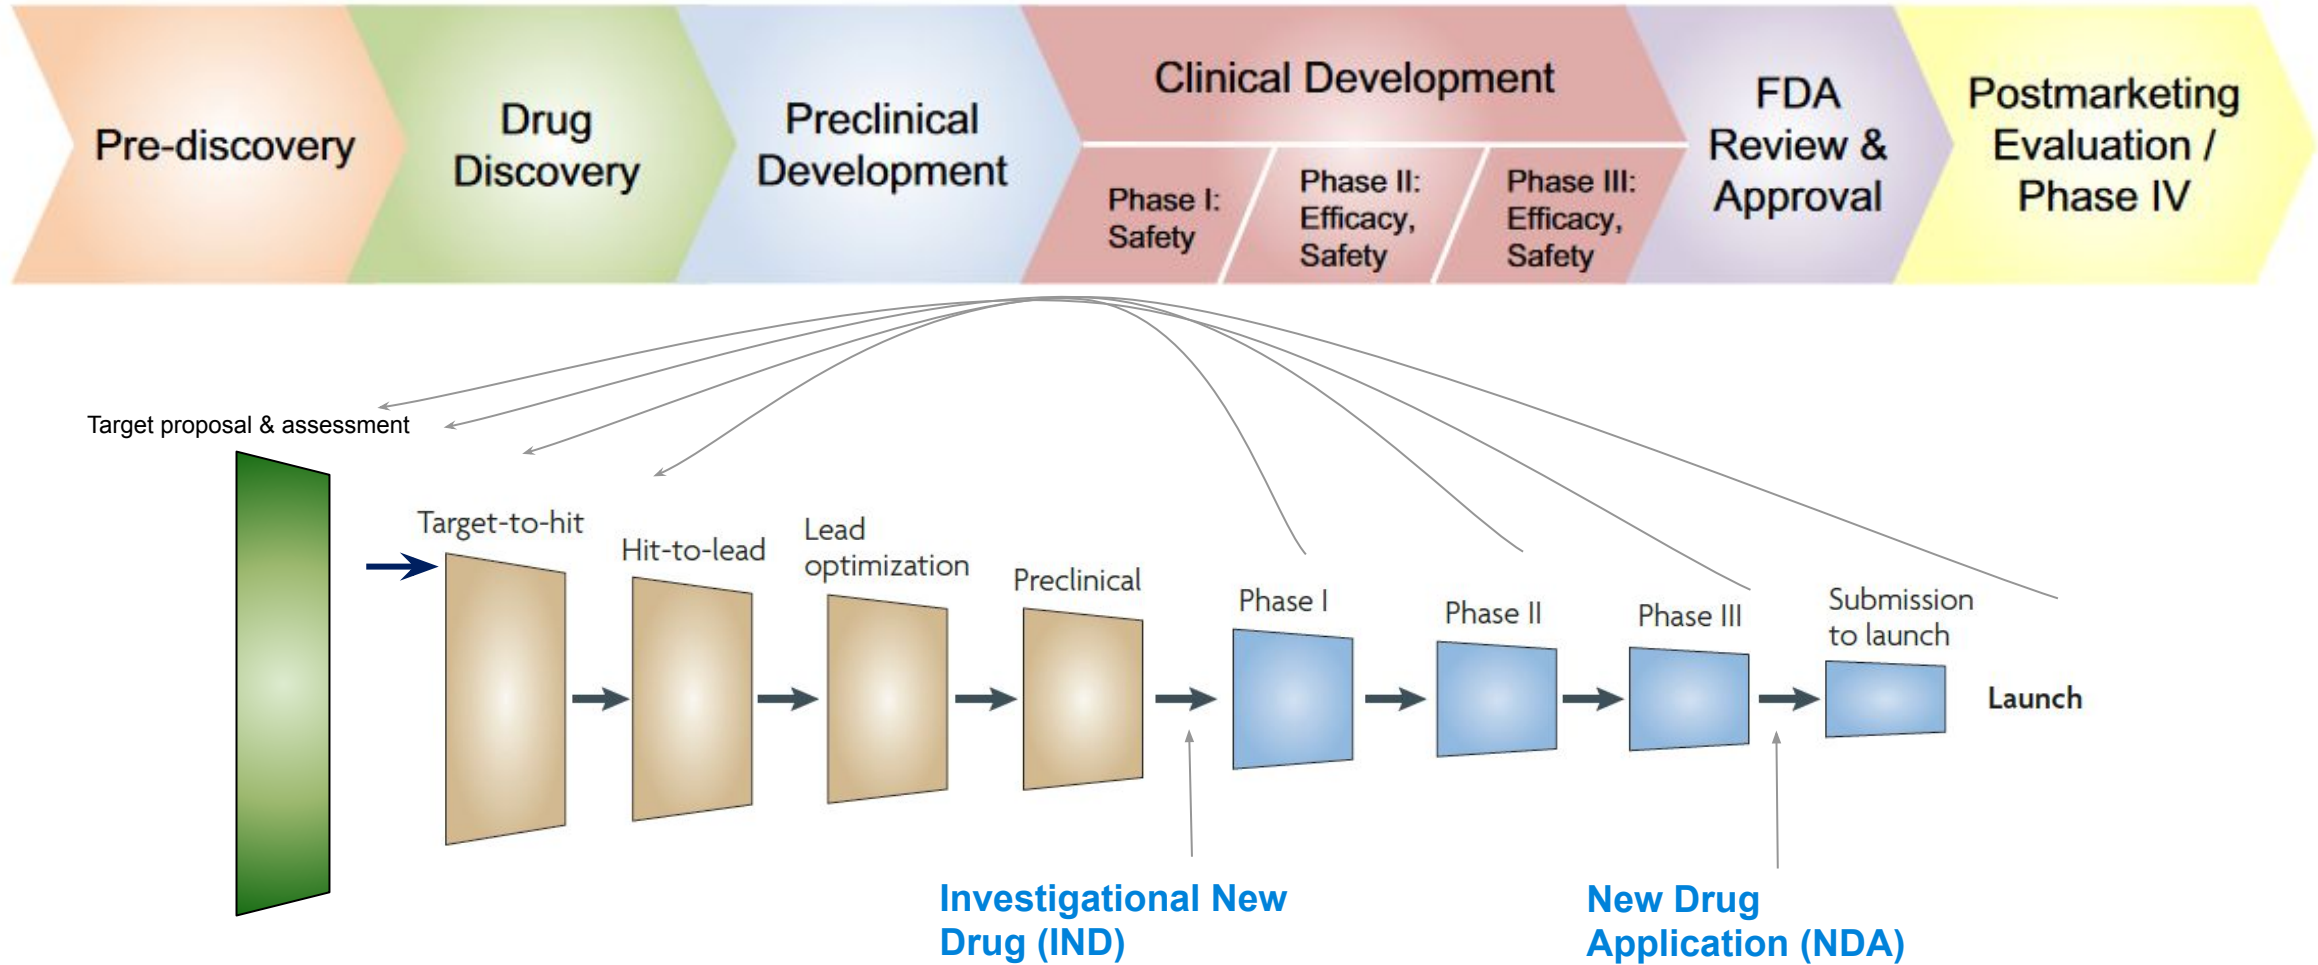 Pre-discovery
Drug
Discovery
Preclinical
Development
Clinical Development
Phase I:
Safety
Phase II:
Efficacy,
Safety
Phase III:
Efficacy,
Safety
FDA
Review &
Approval
Postmarketing
Evaluation /
Phase IV
Target proposal & assessment
Target-to-hit
Hit-to-lead
Lead
optimization
Preclinical
Phase I
Phase II
Phase III
Submission
to launch
Launch
Investigational New
Drug (IND)
New Drug
Application (NDA)